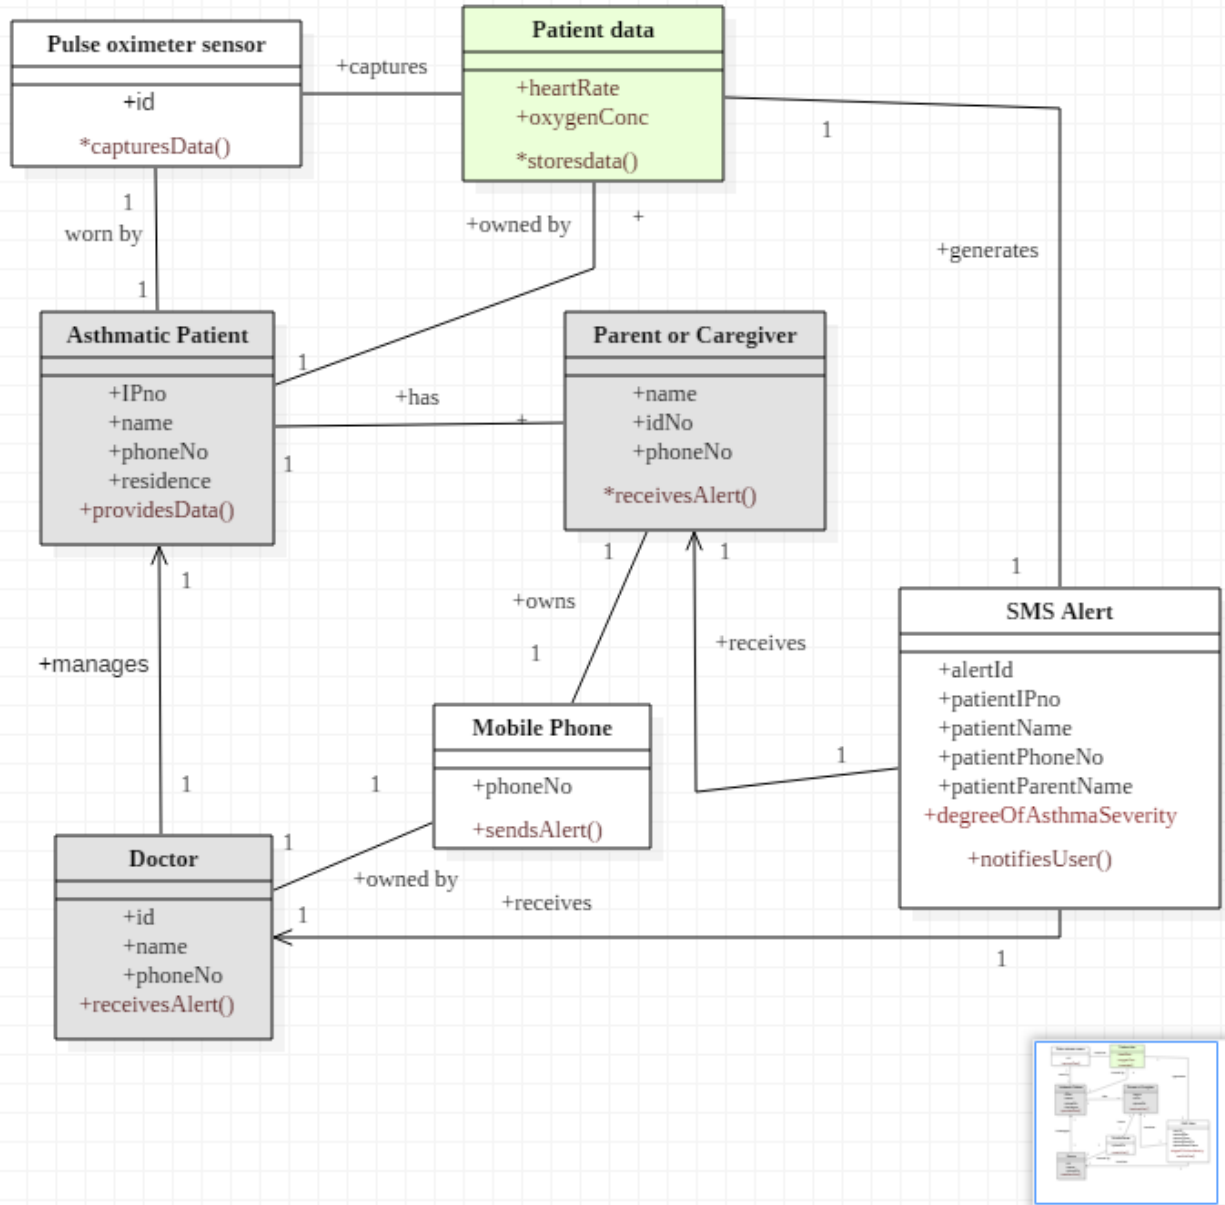 Pulse oximeter sensor
+id
*capturesData()
+captures
Patient data
+heartRate
+oxygenConc
*storesdata()
1
+generates
1
1
worn by
1
+owned by
+
1
Asthmatic Patient
+IPno
+name
+phoneNo
+residence
+providesData()
+has
+
1
Parent or Caregiver
+name
+idNo
+phoneNo
*receivesAlert()
1
1
+owns
1
+receives
1
SMS Alert
+alertId
+patientIPno
+patientName
+patientPhoneNo
+patientParentName
+degreeOfAsthmaSeverity
+notifiesUser()
1
+manages
1
Mobile Phone
+phoneNo
+sendsAlert()
1
1
+owned by
Doctor
+id
+name
+phoneNo
+receivesAlert()
+receives
1
1